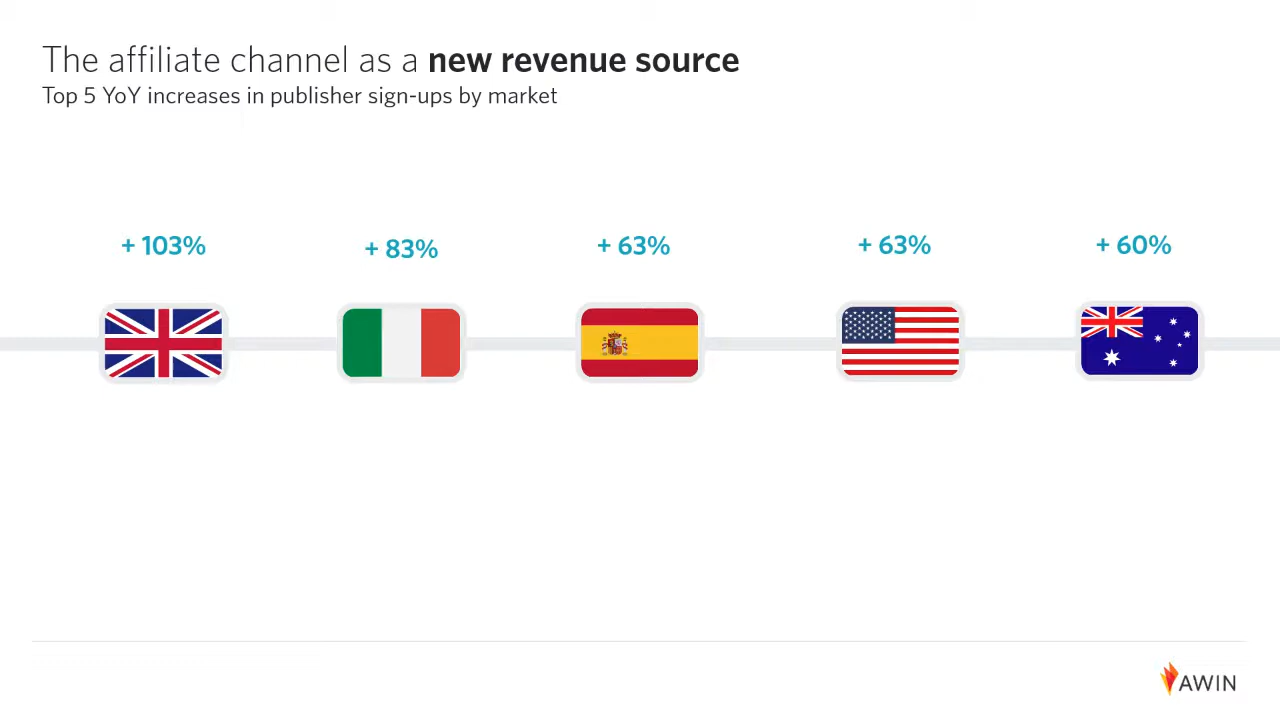 The affiliate channel as a new revenue source
Top 5 YoY increases in publisher sign-ups by market
+ 103%
+ 83%
+ 63%
+ 63%
+ 60%
AWIN